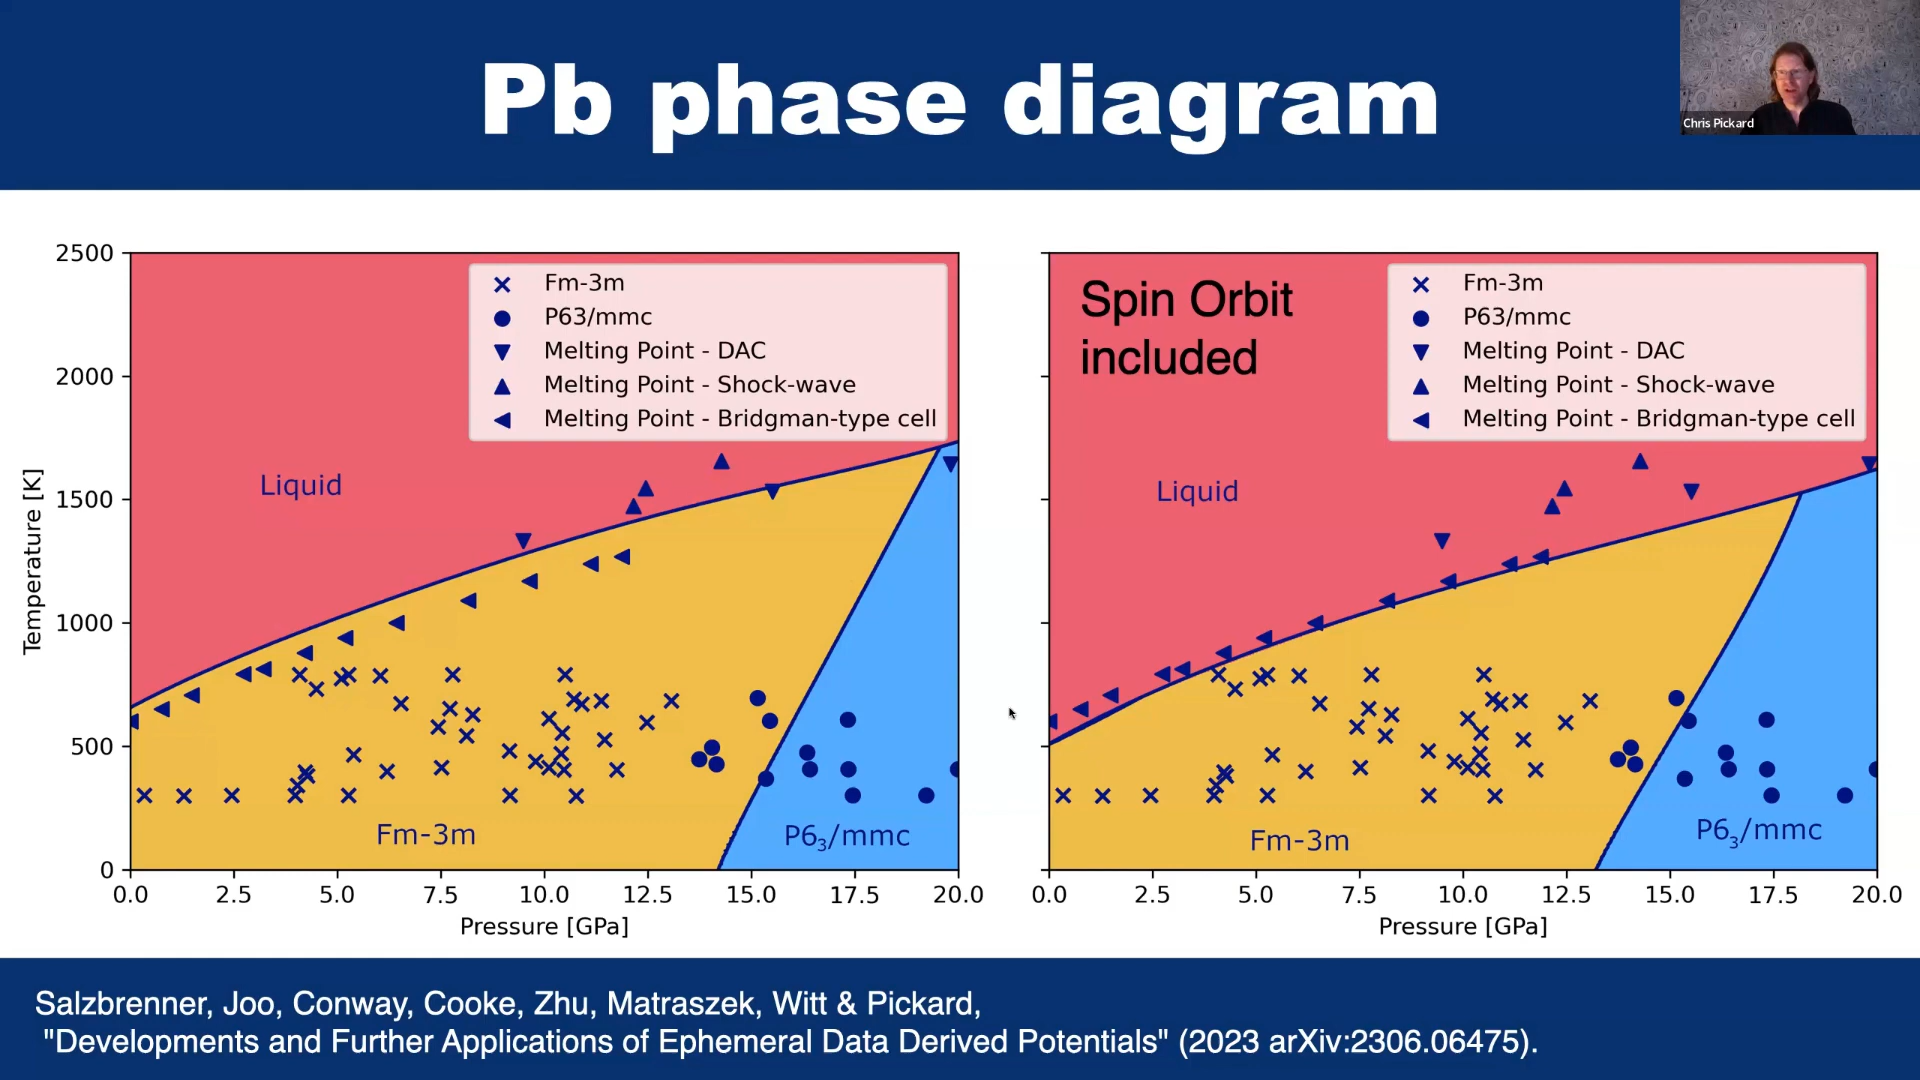 Pb phase diagram
Chris Pickard
2500
2000
1500
1000
500
0
Temperature [K]
Fm-3m
P63/mmc
Melting Point - DAC
Melting Point - Shock-wave
Melting Point - Bridgman-type cell
Liquid
Fm-3m
P6₃/mmc
0.0 2.5 5.0 7.5 10.0 12.5 15.0 17.5 20.0
Pressure [GPa]
Spin Orbit
included
Fm-3m
P63/mmc
Melting Point - DAC
Melting Point - Shock-wave
Melting Point - Bridgman-type cell
Liquid
Fm-3m
P6₃/mmc
0.0 2.5 5.0 7.5 10.0 12.5 15.0 17.5 20.0
Pressure [GPa]
Salzbrenner, Joo, Conway, Cooke, Zhu, Matraszek, Witt & Pickard,
"Developments and Further Applications of Ephemeral Data Derived Potentials" (2023 arXiv:2306.06475).